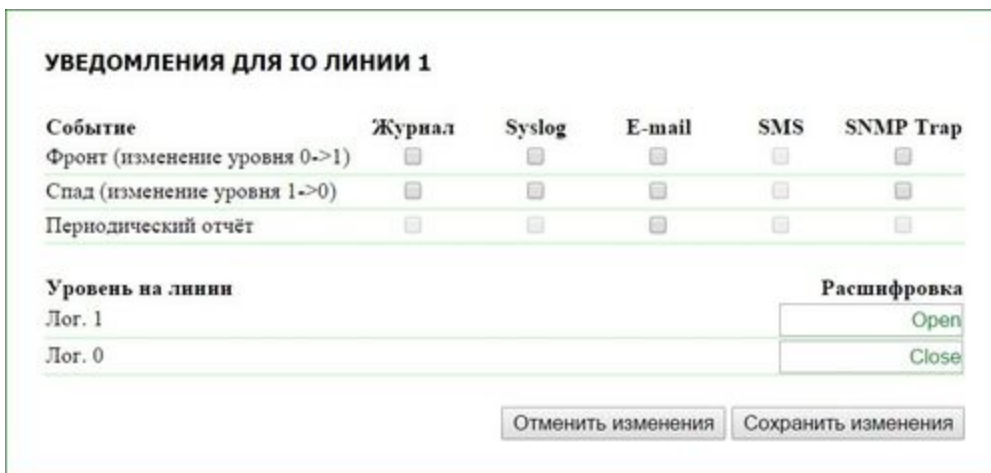 УВЕДОМЛЕНИЯ ДЛЯ IO ЛИНИИ 1
Событие Журнал Syslog E-mail SMS SNMP Trap
Фронт (изменение уровня 0->1)
Спад (изменение уровня 1->0)
Периодический отчёт
Уровень на линии Расшифровка
Лог. 1 Open
Лог. 0 Close
Отменить изменения Сохранить изменения